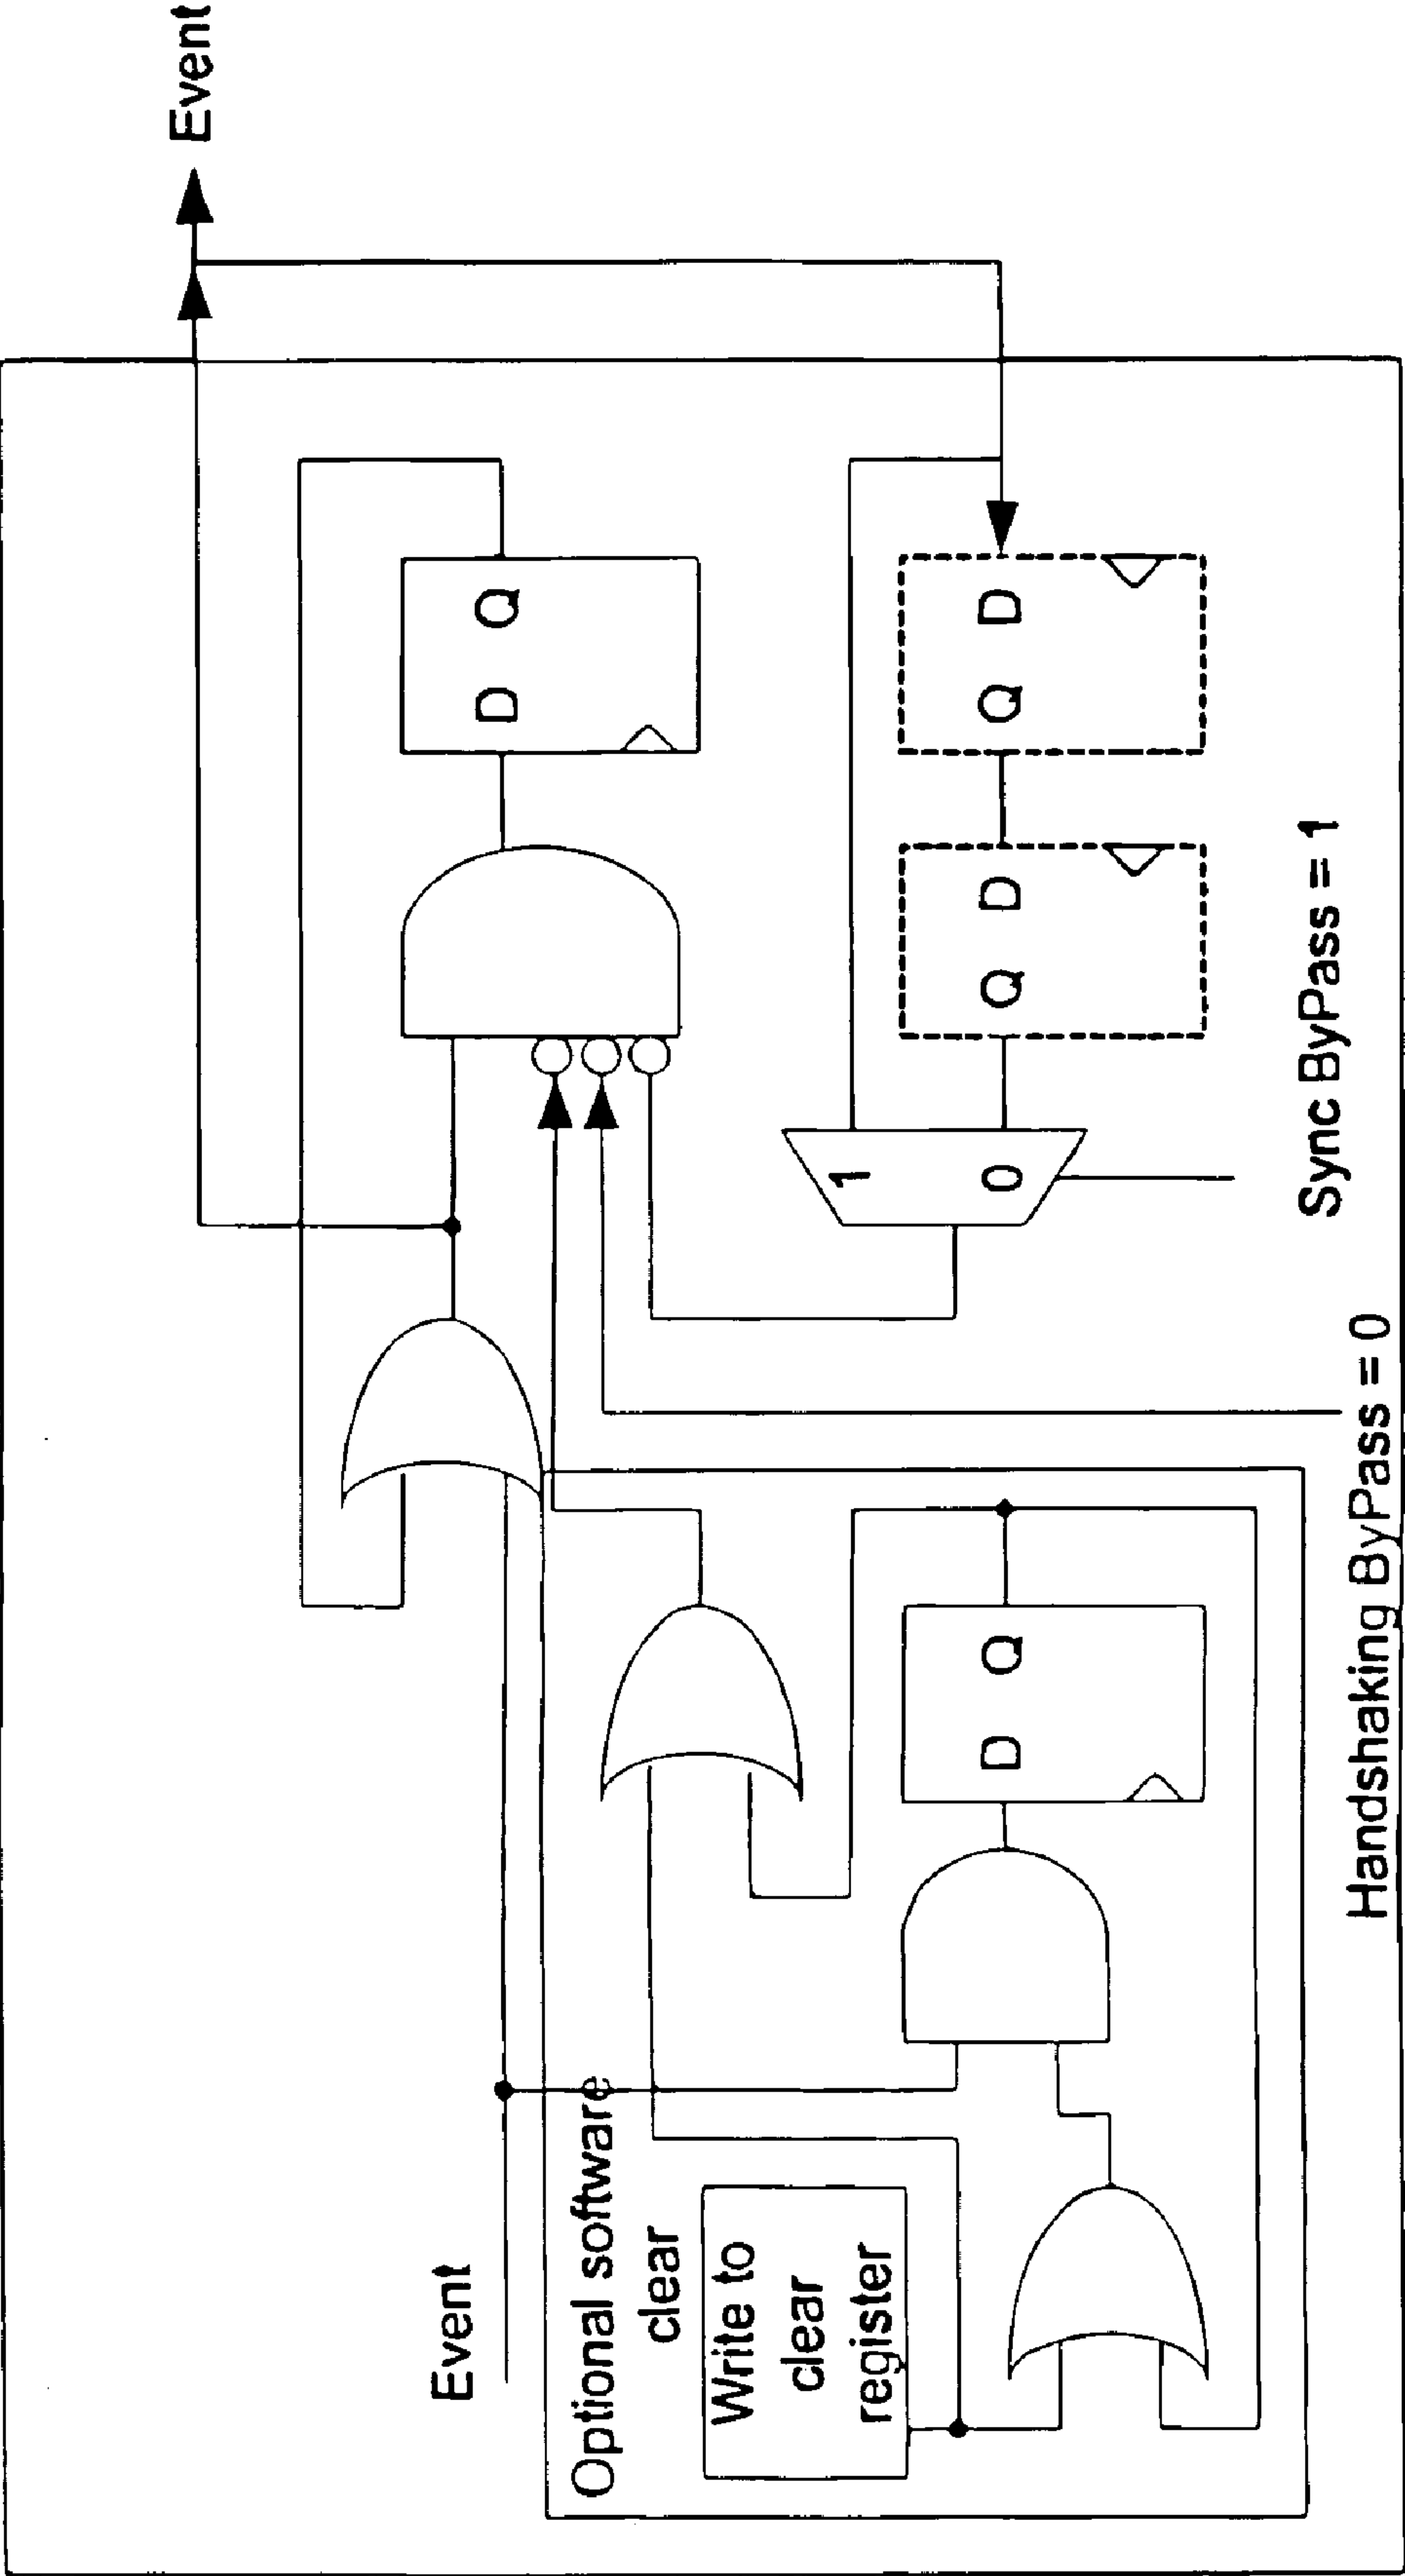 Event
Event
D Q
Q D
Q D
1
0
Sync ByPass = 1
Optional software
clear
Write to
clear
register
D Q
Handshaking ByPass = 0